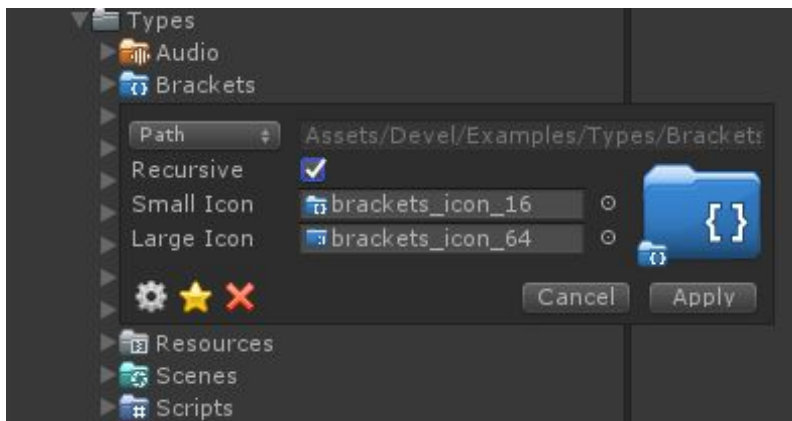 Types
Audio
Brackets
Path Assets/Devel/Examples/Types/Brackets
Recursive
Small Icon brackets_icon_16
Large Icon brackets_icon_64
{}
Cancel Apply
Resources
Scenes
Scripts